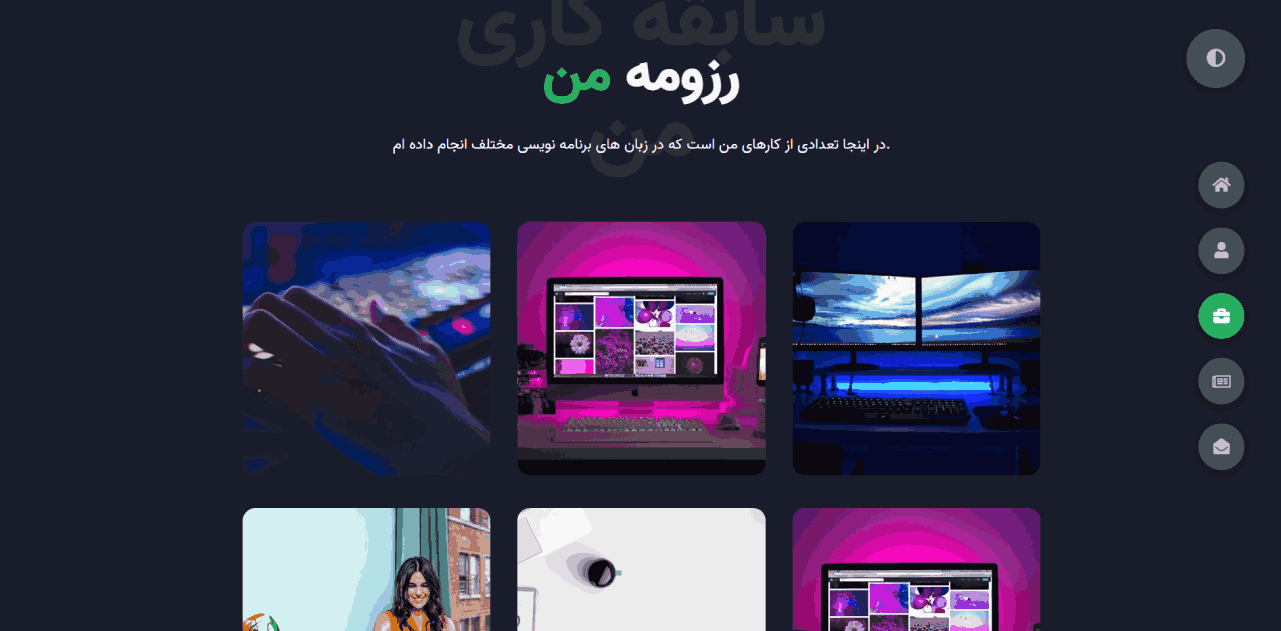 سابقه کاری
رزومه من
من
.در اینجا تعدادی از کارهای من است که در زبان های برنامه نویسی مختلف انجام داده ام